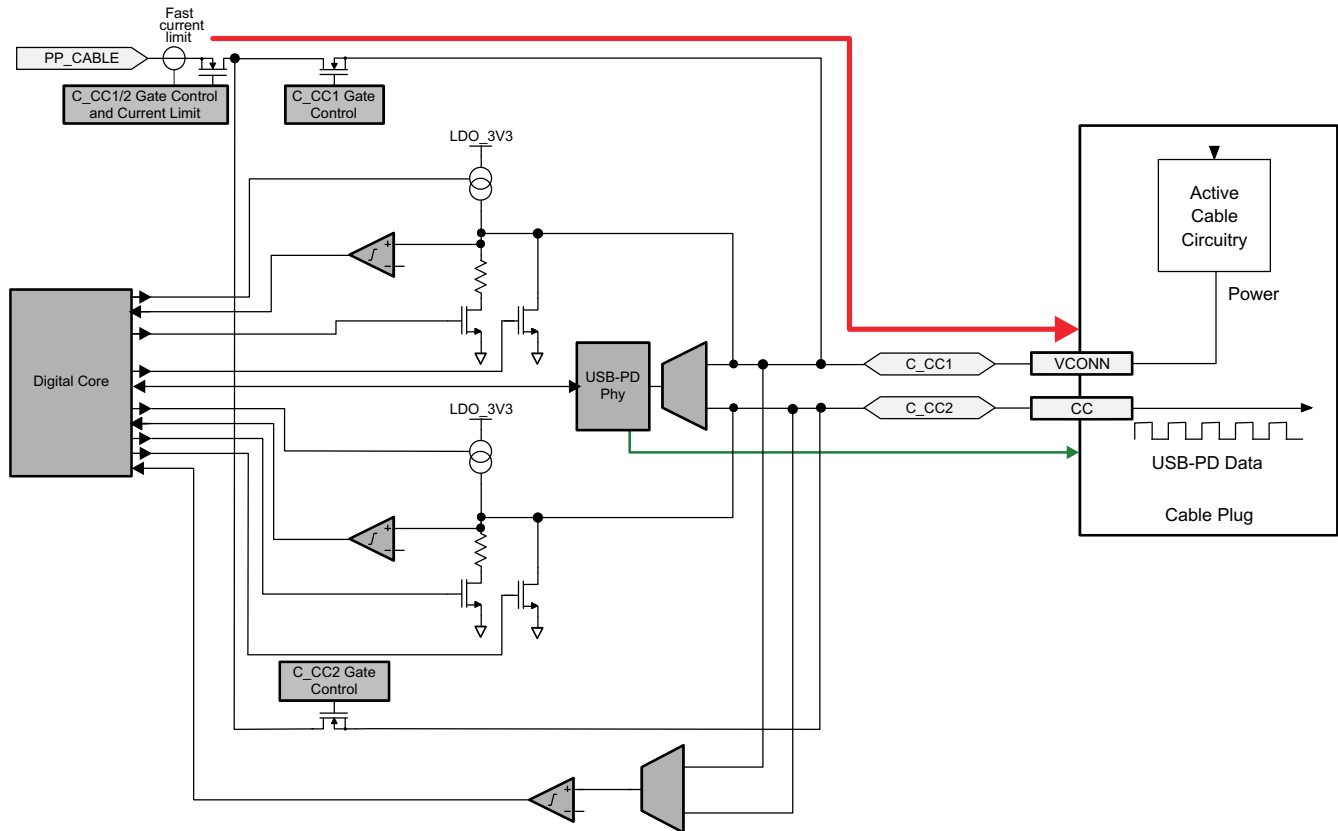 Fast
current
limit
PP_CABLE
C_CC1/2 Gate Control
and Current Limit
C_CC1 Gate
Control
LDO_3V3
Active
Cable
Circuitry
Power
+
−
Digital Core
USB-PD
Phy
C_CC1
VCONN
C_CC2
CC
LDO_3V3
USB-PD Data
Cable Plug
+
−
C_CC2 Gate
Control
+
−